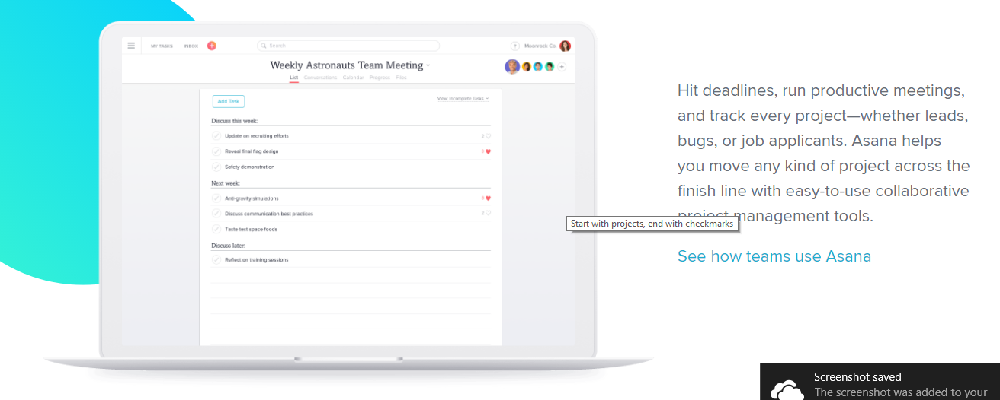 MY TASKS INBOX
Search
? Moonrock Co.
Weekly Astronauts Team Meeting
List Conversations Calendar Progress Files
Add Task
View Incomplete Tasks
Discuss this week:
Update on recruiting efforts 2
Reveal final flag design 3
Safety demonstration
Next week:
Anti-gravity simulations
Discuss communication best practices 2
Taste test space foods
Discuss later:
Reflect on training sessions
Hit deadlines, run productive meetings,
and track every project—whether leads,
bugs, or job applicants. Asana helps
you move any kind of project across the
finish line with easy-to-use collaborative
project management tools.
Start with projects, end with checkmarks
See how teams use Asana
Screenshot saved
The screenshot was added to your